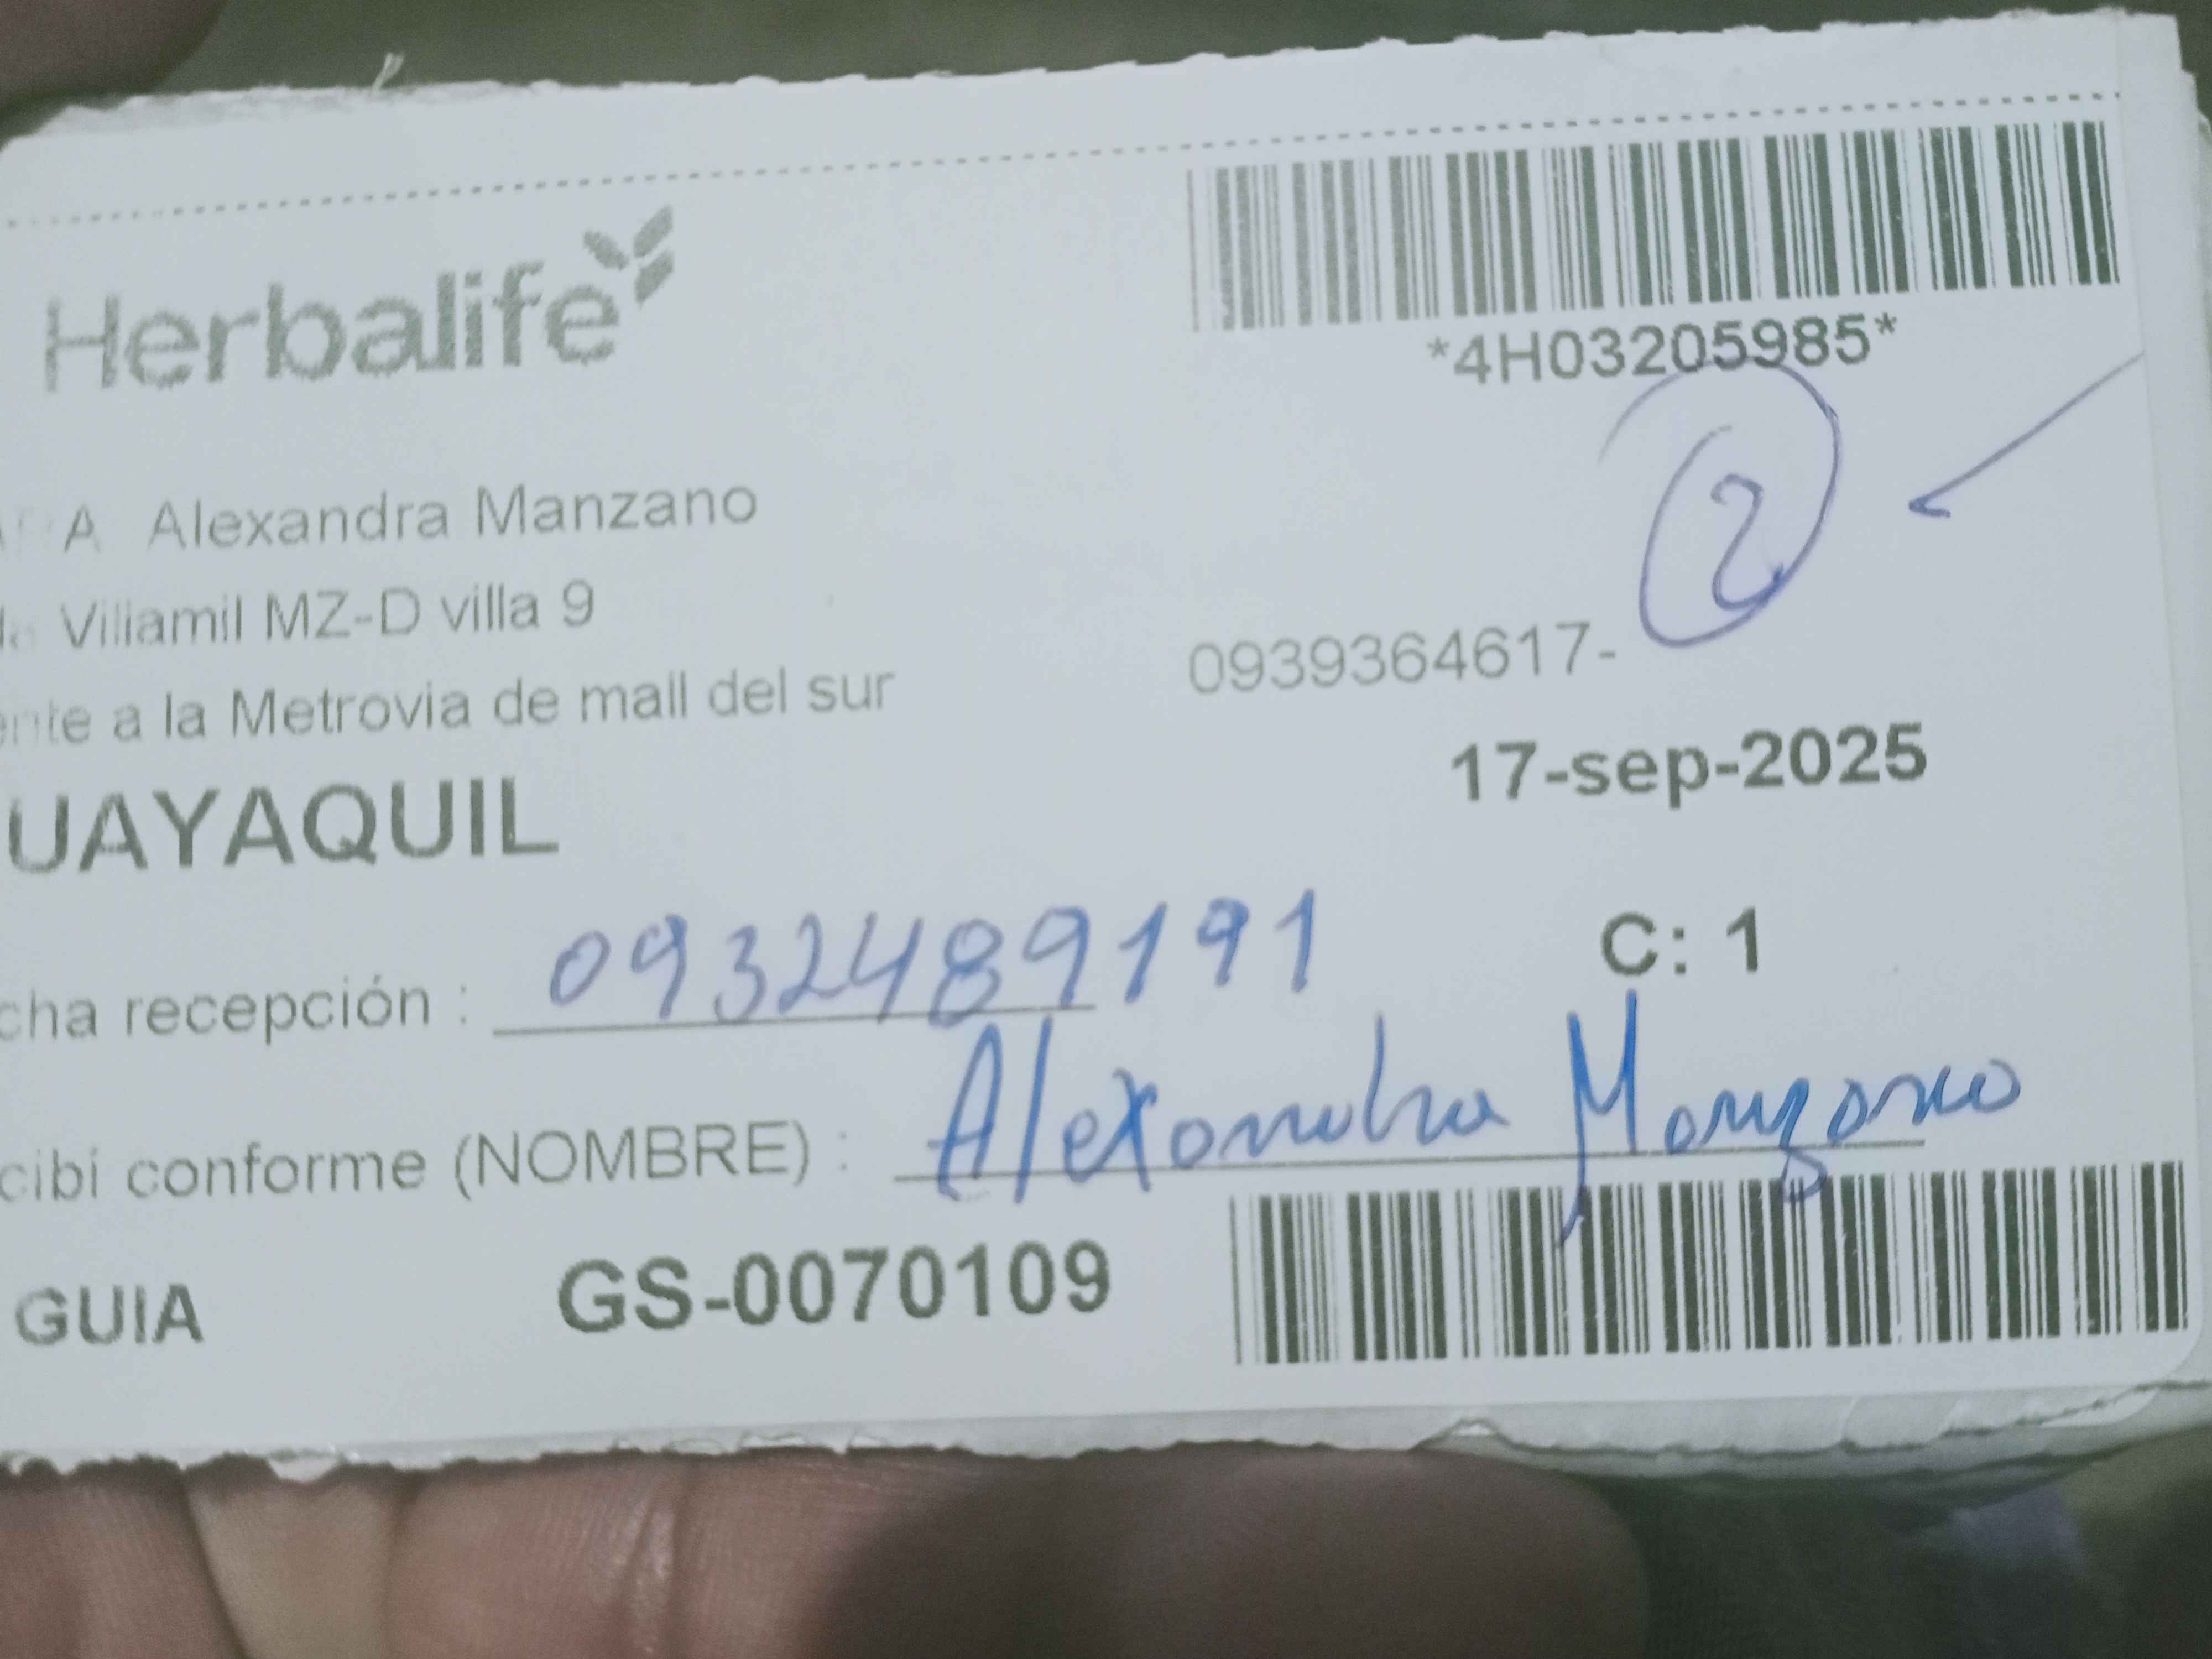 Herbalife
*4H03205985*
2
A Alexandra Manzano
Villamil MZ-D villa 9
ente a la Metrovia de mall del sur
0939364617-
UAYAQUIL
17-sep-2025
cha recepción : 0932489191
C: 1
cibí conforme (NOMBRE) : Alexandra Manzano
GUIA GS-0070109